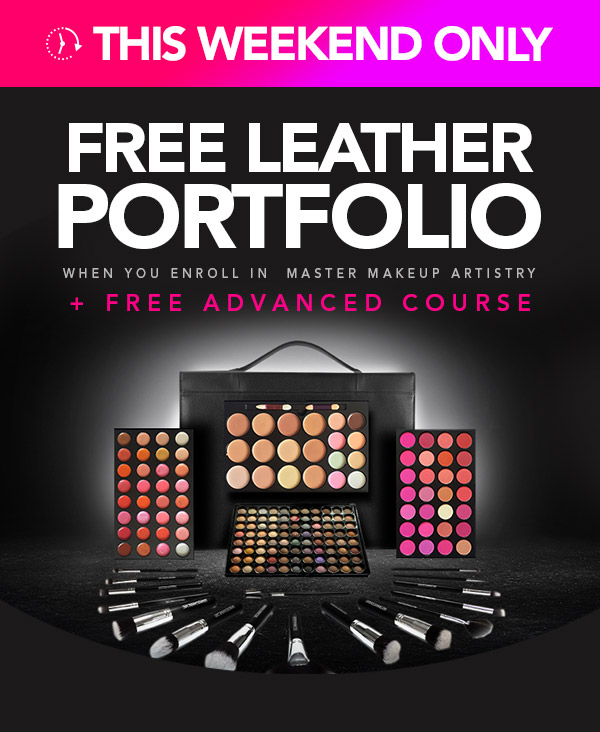 THIS WEEKEND ONLY
FREE LEATHER
PORTFOLIO
WHEN YOU ENROLL IN MASTER MAKEUP ARTISTRY
+ FREE ADVANCED COURSE